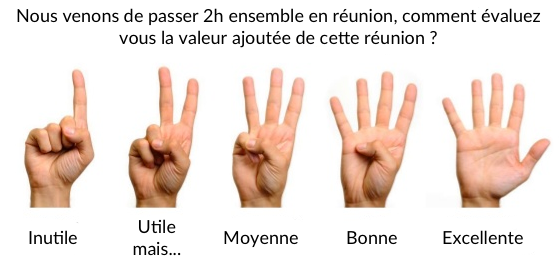 Nous venons de passer 2h ensemble en réunion, comment évaluez
vous la valeur ajoutée de cette réunion ?
Inutile
Utile
mais...
Moyenne
Bonne
Excellente